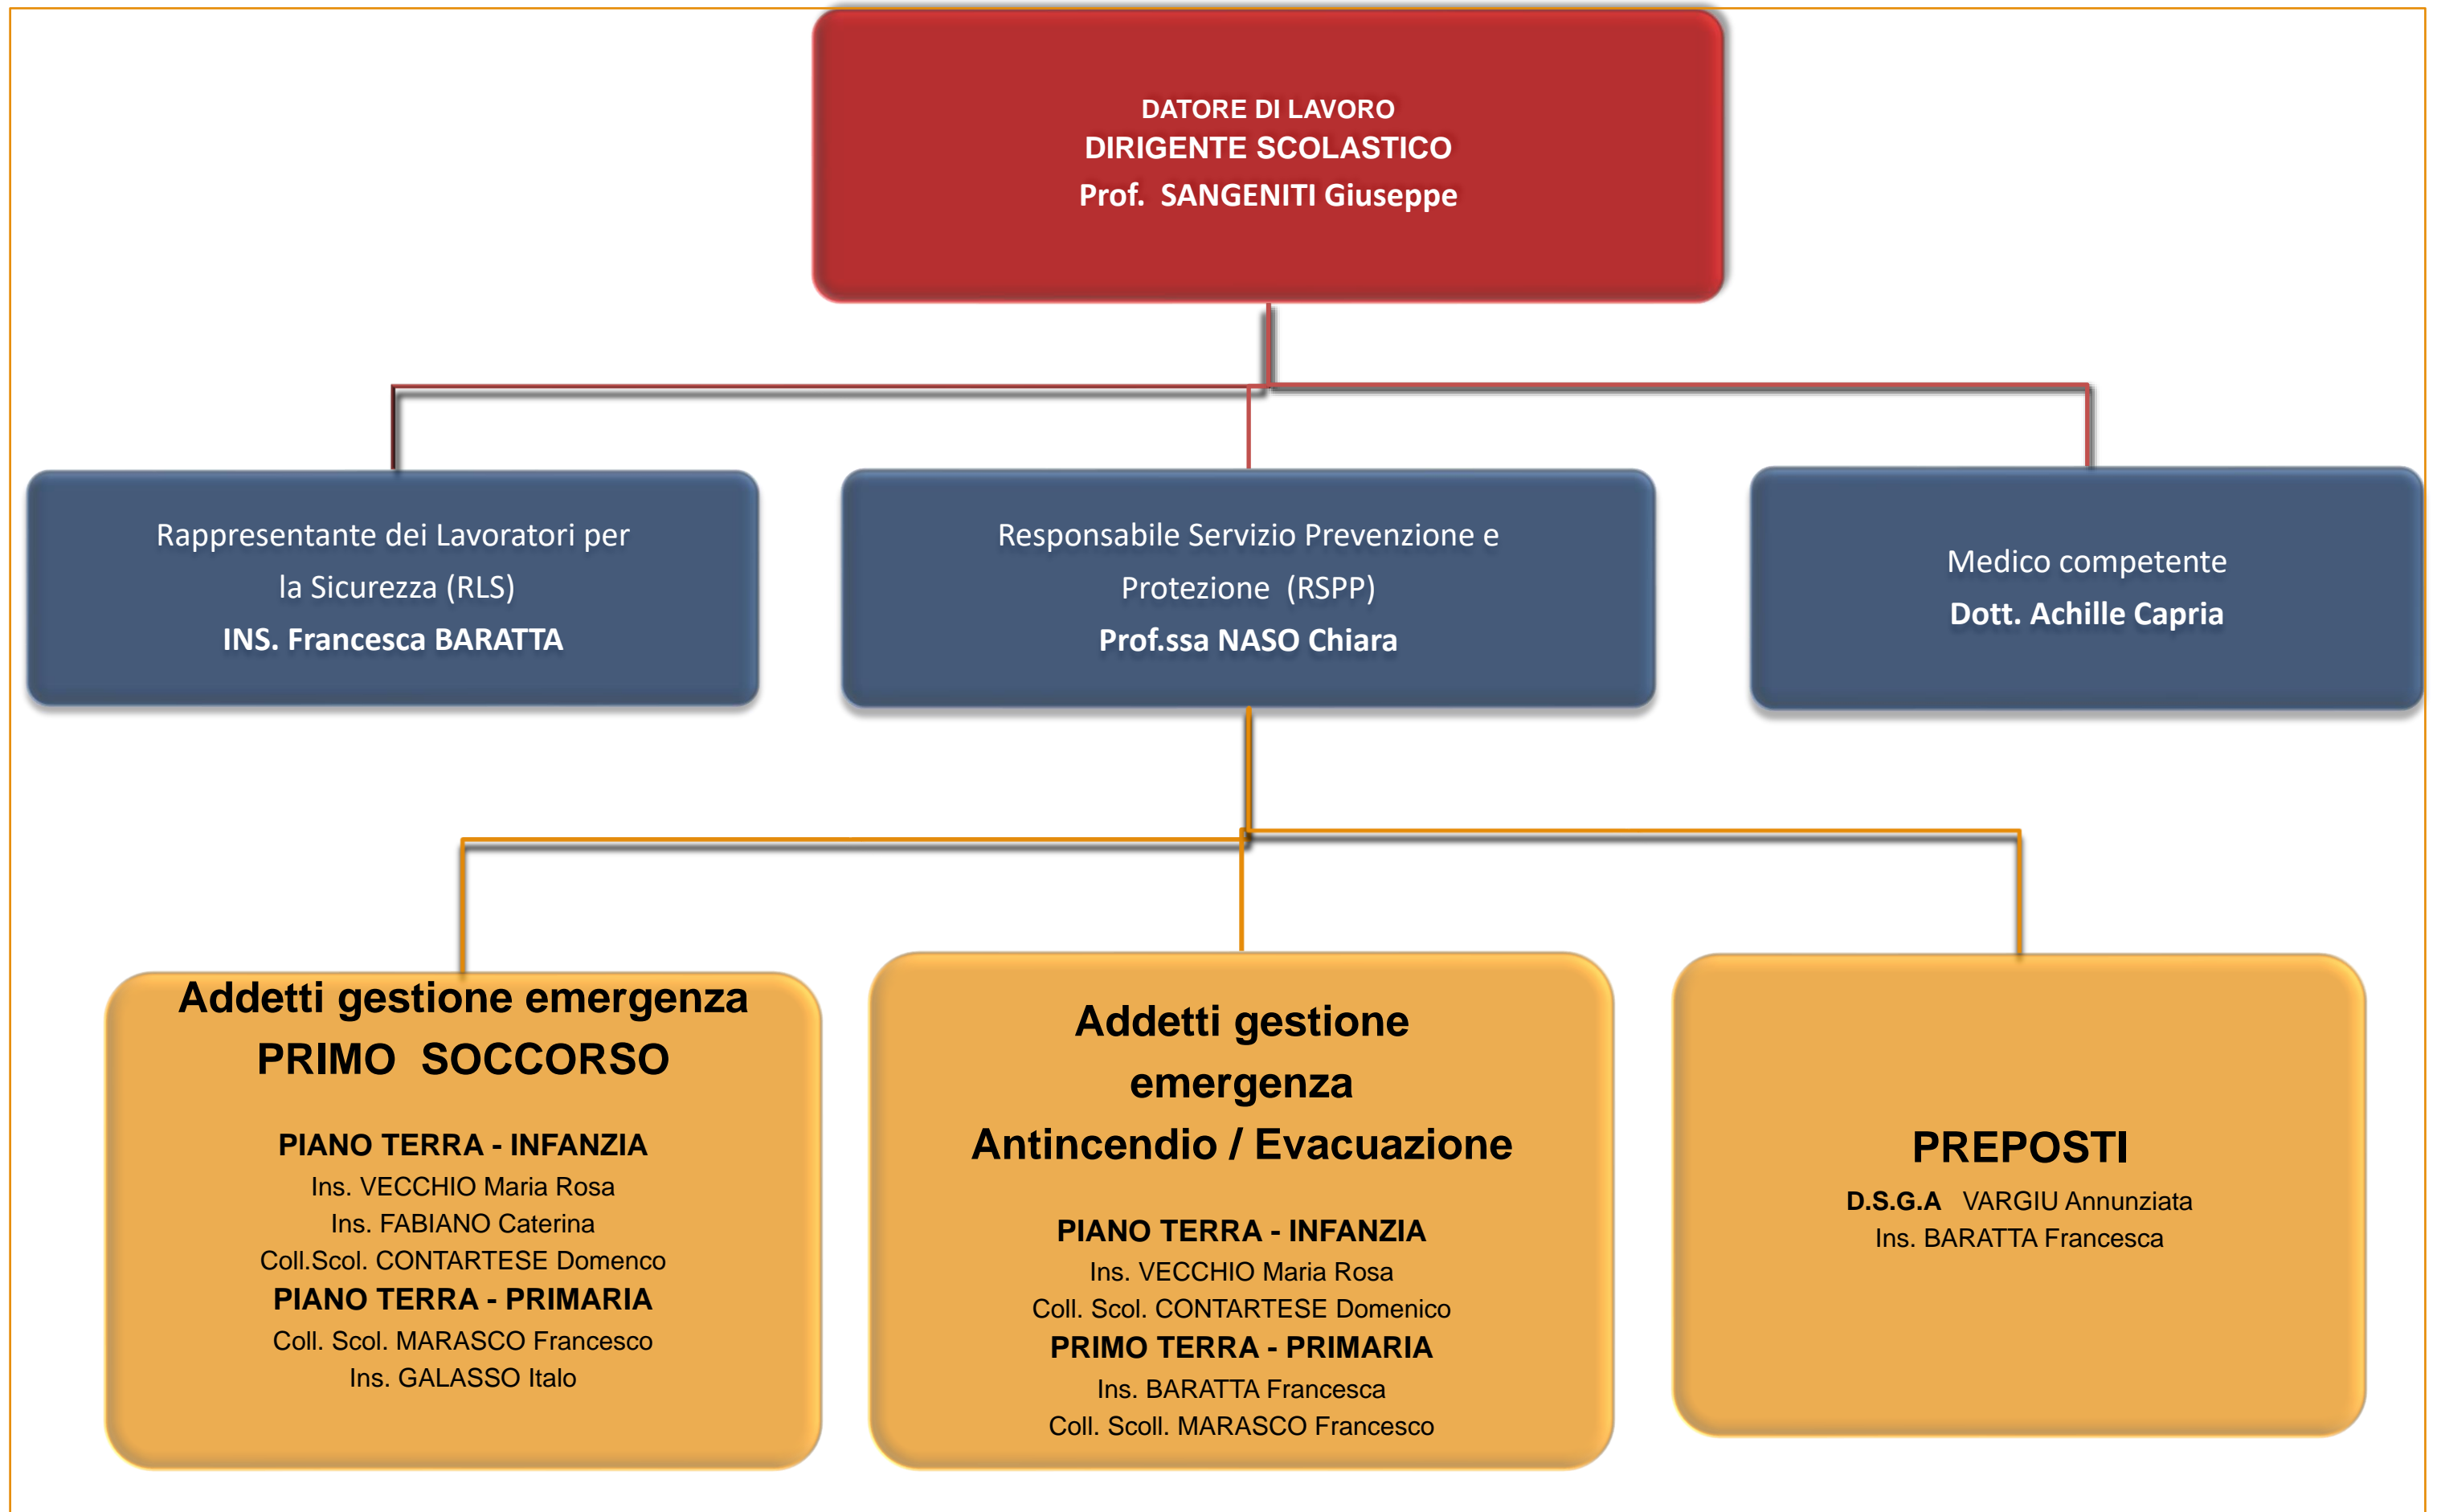 DATORE DI LAVORO
DIRIGENTE SCOLASTICO
Prof. SANGENITI Giuseppe
Rappresentante dei Lavoratori per
la Sicurezza (RLS)
INS. Francesca BARATTA
Responsabile Servizio Prevenzione e
Protezione (RSPP)
Prof.ssa NASO Chiara
Medico competente
Dott. Achille Capria
Addetti gestione emergenza
PRIMO SOCCORSO
PIANO TERRA - INFANZIA
Ins. VECCHIO Maria Rosa
Ins. FABIANO Caterina
Coll.Scol. CONTARTESE Domenco
PIANO TERRA - PRIMARIA
Coll. Scol. MARASCO Francesco
Ins. GALASSO Italo
Addetti gestione
emergenza
Antincendio / Evacuazione
PIANO TERRA - INFANZIA
Ins. VECCHIO Maria Rosa
Coll. Scol. CONTARTESE Domenico
PRIMO TERRA - PRIMARIA
Ins. BARATTA Francesca
Coll. Scoll. MARASCO Francesco
PREPOSTI
D.S.G.A VARGIU Annunziata
Ins. BARATTA Francesca